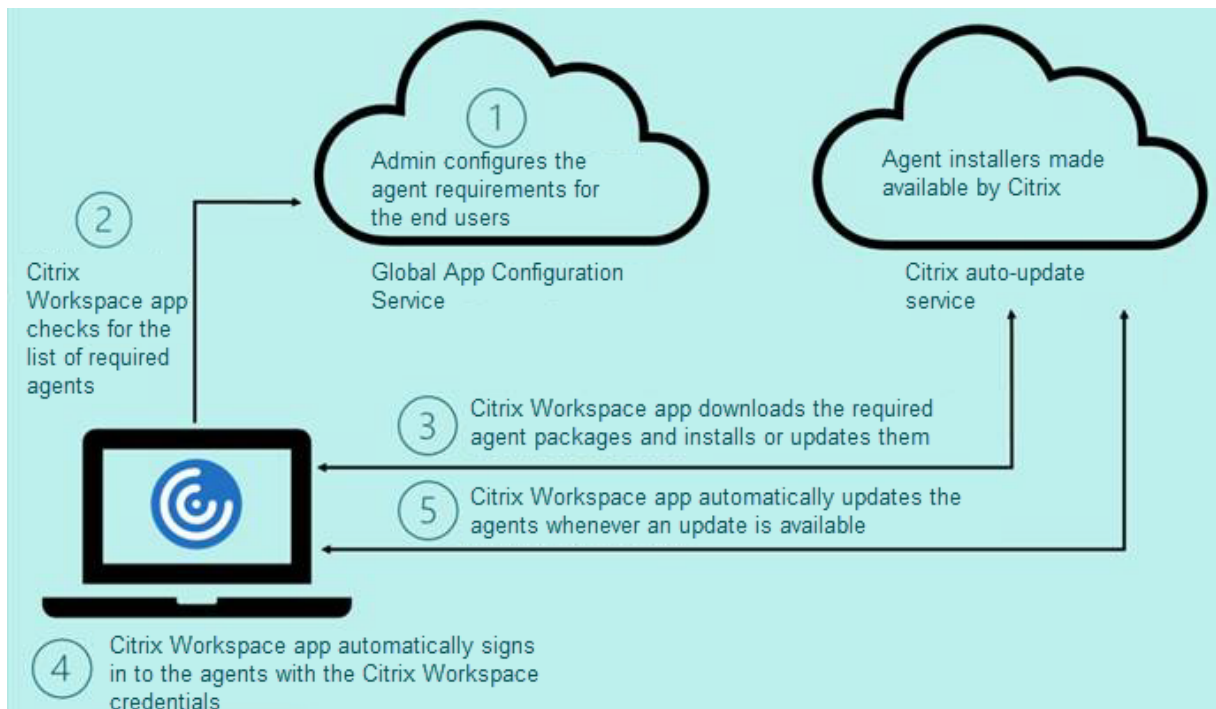 1
Admin configures the
agent requirements for
the end users
Global App Configuration
Service
Agent installers made
available by Citrix
Citrix auto-update
service
2
Citrix
Workspace app
checks for the
list of required
agents
3
Citrix Workspace app downloads the required
agent packages and installs or updates them
5
Citrix Workspace app automatically updates the
agents whenever an update is available
4
Citrix Workspace app automatically signs
in to the agents with the Citrix Workspace
credentials